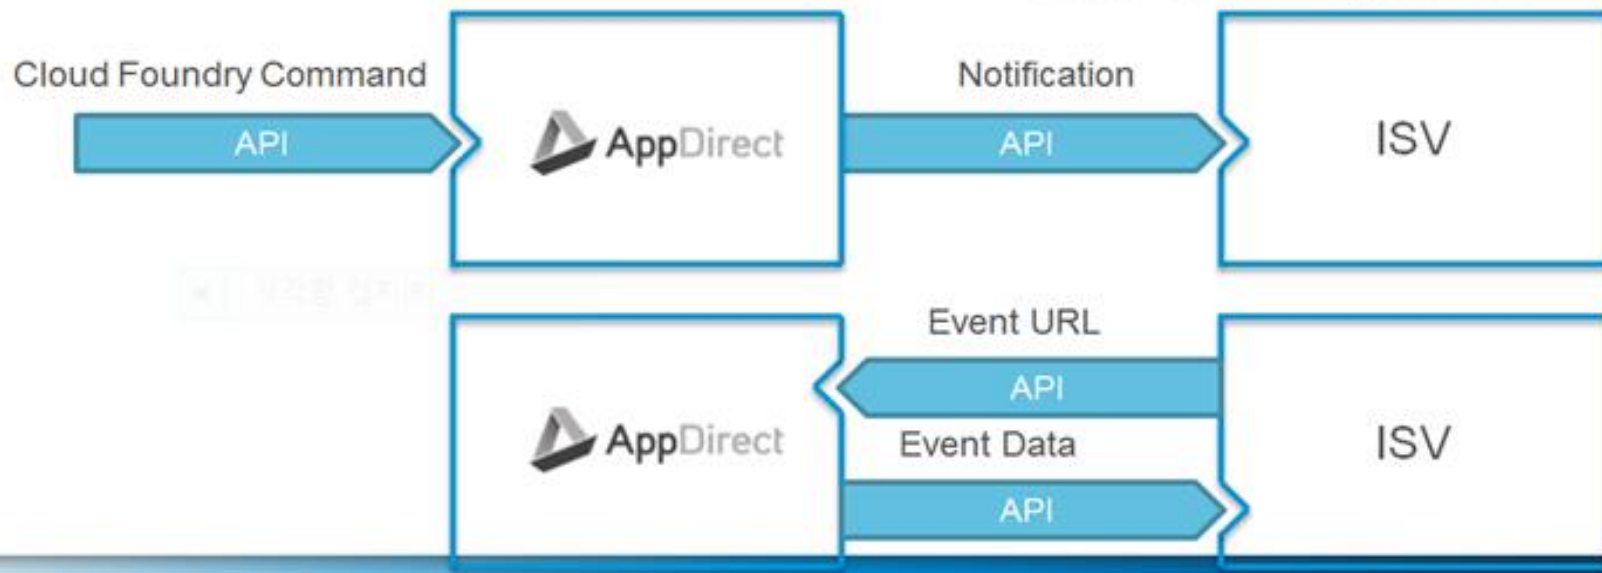 Cloud Foundry Command
Notification
API
AppDirect
API
ISV
Event URL
API
AppDirect
Event Data
ISV
API